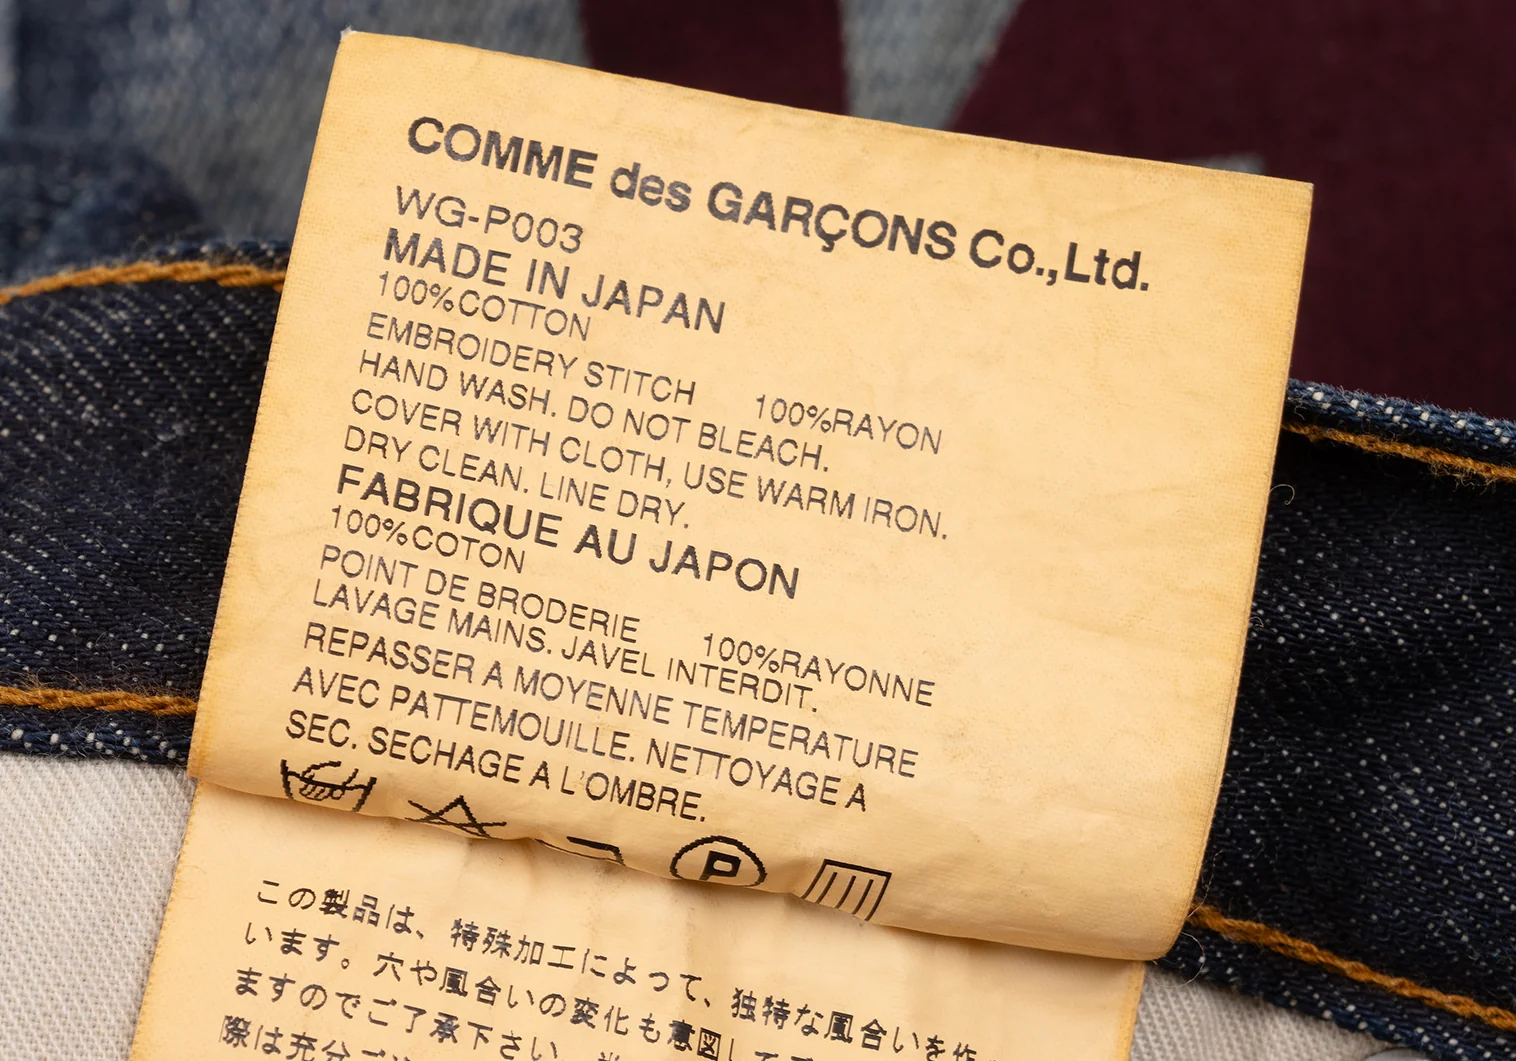 COMME des GARÇONS Co.,Ltd.
WG-P003
MADE IN JAPAN
100%COTTON
EMBROIDERY STITCH 100%RAYON
HAND WASH. DO NOT BLEACH.
COVER WITH CLOTH, USE WARM IRON.
DRY CLEAN. LINE DRY.
FABRIQUE AU JAPON
100%COTON
POINT DE BRODERIE 100%RAYONNE
LAVAGE MAINS. JAVEL INTERDIT.
REPASSER A MOYENNE TEMPERATURE
AVEC PATTEMOUILLE. NETTOYAGE A
SEC. SECHAGE A L'OMBRE.
P
この製品は、特殊加工によって、独特な風合いを作
います。穴や風合いの変化も意図して
ますのでご了承下さい。
際は充分